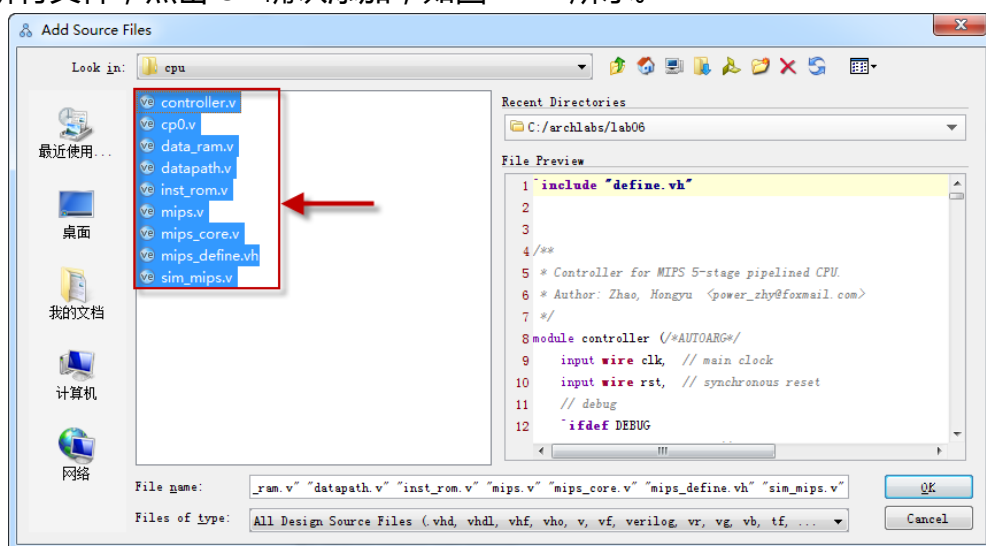 Add Source Files
Look in:
cpu
最近使用...
桌面
我的文档
计算机
网络
controller.v
cp0.v
data_ram.v
datapath.v
inst_rom.v
mips.v
mips_core.v
mips_define.vh
sim_mips.v
Recent Directories
C:/archlabs/lab06
File Preview
1 `include "define.vh"
2
3
4 /**
5 * Controller for MIPS 5-stage pipelined CPU.
6 * Author: Zhao, Hongyu <power_zhy@foxmail.com>
7 */
8 module controller (/*AUTOARG*/
9 input wire clk, // main clock
10 input wire rst, // synchronous reset
11 // debug
12 `ifdef DEBUG
File name:
_ram.v" "datapath.v" "inst_rom.v" "mips.v" "mips_core.v" "mips_define.vh" "sim_mips.v"
OK
Files of type:
All Design Source Files (.vhd, vhdl, vhf, vho, v, vf, verilog, vr, vg, vb, tf, ...
Cancel